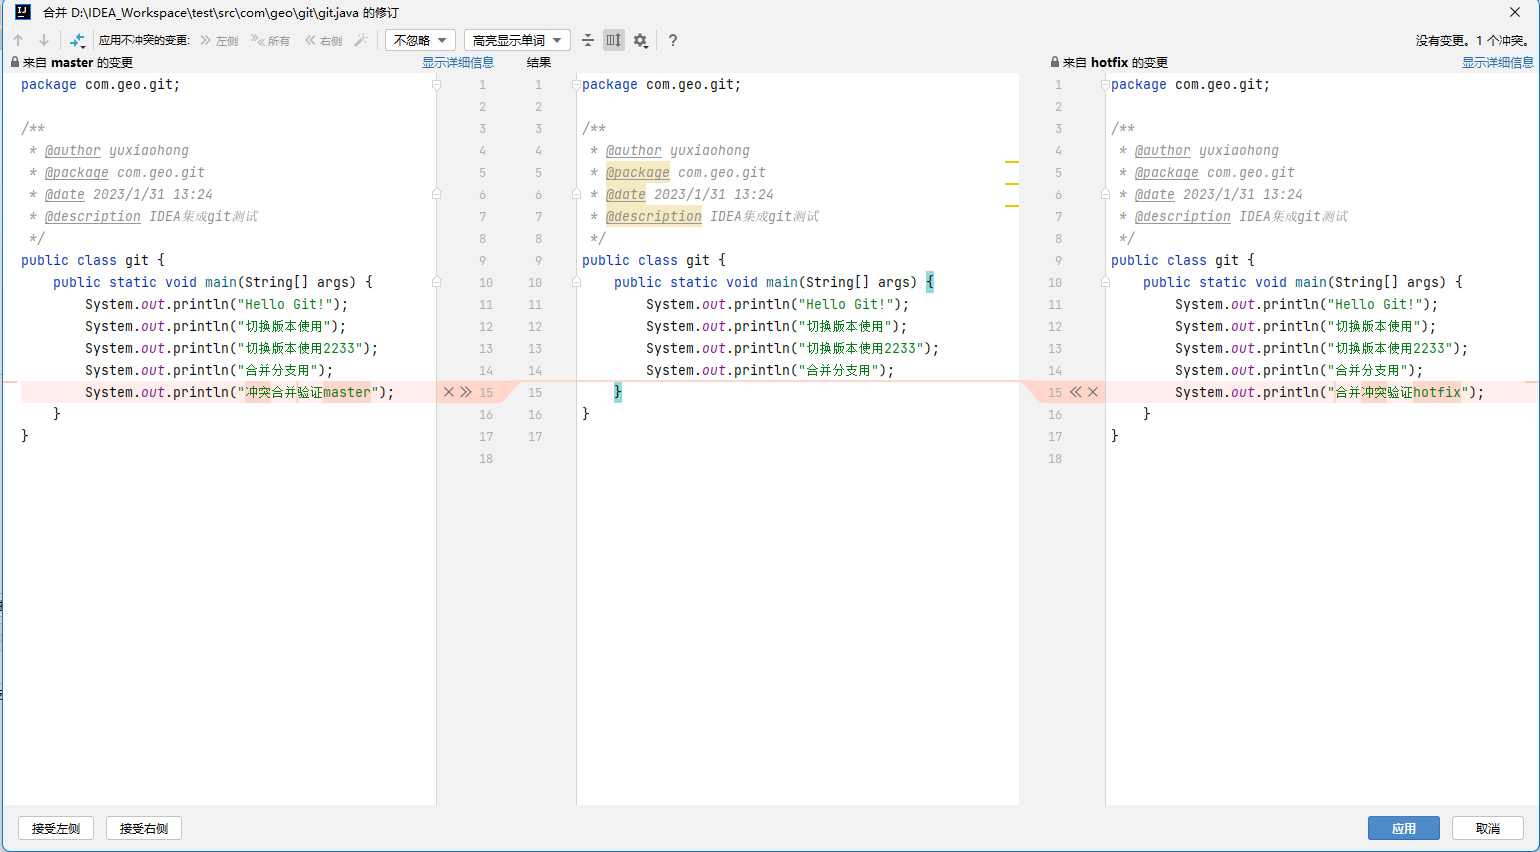 合并 D:\IDEA_Workspace\test\src\com\geo\git\git.java 的修订
应用不冲突的变更: 左侧 所有 右侧 不忽略 高亮显示单词 ? 没有变更。1 个冲突。
来自 master 的变更 显示详细信息 结果 来自 hotfix 的变更 显示详细信息
package com.geo.git; 1 1 package com.geo.git; 1 package com.geo.git;
2 2 2
/** 3 3 /** 3 /**
* @author yuxiaohong 4 4 * @author yuxiaohong 4 * @author yuxiaohong
* @package com.geo.git 5 5 * @package com.geo.git 5 * @package com.geo.git
* @date 2023/1/31 13:24 6 6 * @date 2023/1/31 13:24 6 * @date 2023/1/31 13:24
* @description IDEA集成git测试 7 7 * @description IDEA集成git测试 7 * @description IDEA集成git测试
*/ 8 8 */ 8 */
public class git { 9 9 public class git { 9 public class git {
public static void main(String[] args) { 10 10 public static void main(String[] args) { 10 public static void main(String[] args) {
System.out.println("Hello Git!"); 11 11 System.out.println("Hello Git!"); 11 System.out.println("Hello Git!");
System.out.println("切换版本使用"); 12 12 System.out.println("切换版本使用"); 12 System.out.println("切换版本使用");
System.out.println("切换版本使用2233"); 13 13 System.out.println("切换版本使用2233"); 13 System.out.println("切换版本使用2233");
System.out.println("合并分支用"); 14 14 System.out.println("合并分支用"); 14 System.out.println("合并分支用");
System.out.println("冲突合并验证master"); 15 15 } 15 System.out.println("合并冲突验证hotfix");
} 16 16 } 16 }
} 17 17 17 }
18 18
接受左侧 接受右侧 应用 取消